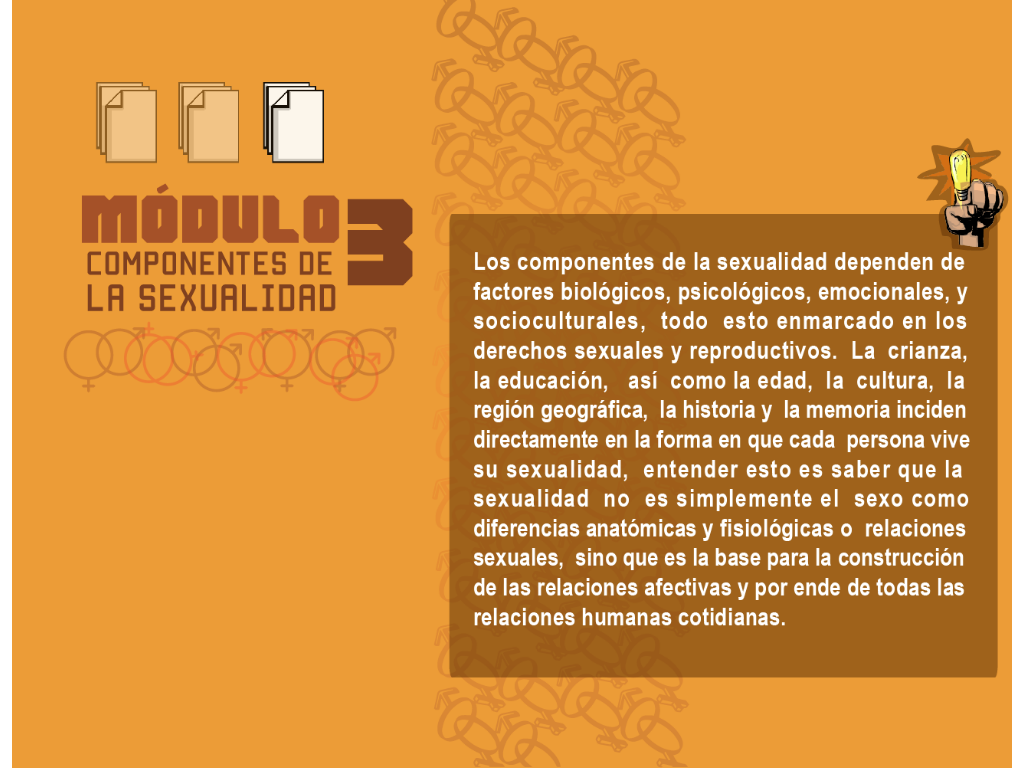 MÓDULO 3
COMPONENTES DE
LA SEXUALIDAD
Los componentes de la sexualidad dependen de
factores biológicos, psicológicos, emocionales, y
socioculturales, todo esto enmarcado en los
derechos sexuales y reproductivos. La crianza,
la educación, así como la edad, la cultura, la
región geográfica, la historia y la memoria inciden
directamente en la forma en que cada persona vive
su sexualidad, entender esto es saber que la
sexualidad no es simplemente el sexo como
diferencias anatómicas y fisiológicas o relaciones
sexuales, sino que es la base para la construcción
de las relaciones afectivas y por ende de todas las
relaciones humanas cotidianas.